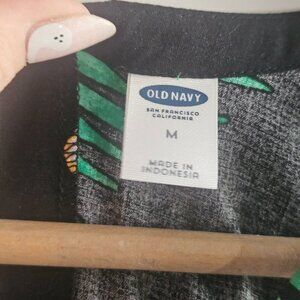 OLD NAVY
SAN FRANCISCO
CALIFORNIA
M
MADE IN
INDONESIA